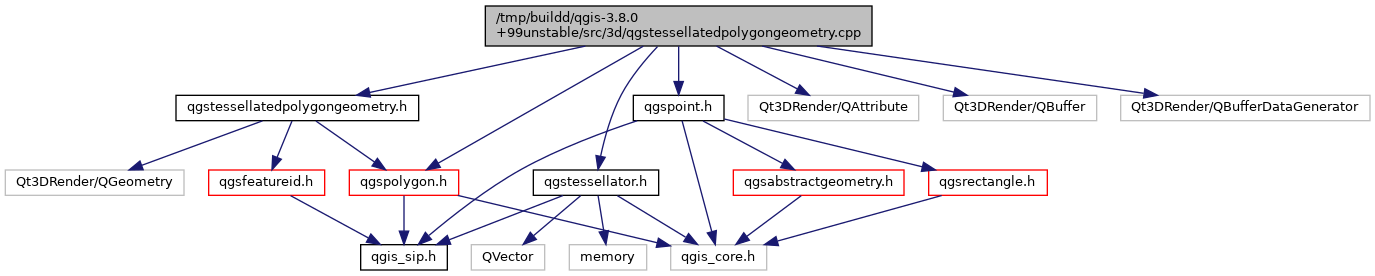 /tmp/buildd/qgis-3.8.0
+99unstable/src/3d/qgstessellatedpolygongeometry.cpp
qgstessellatedpolygongeometry.h
qgspoint.h
Qt3DRender/QAttribute
Qt3DRender/QBuffer
Qt3DRender/QBufferDataGenerator
Qt3DRender/QGeometry
qgsfeatureid.h
qgspolygon.h
qgstessellator.h
qgsabstractgeometry.h
qgsrectangle.h
qgis_sip.h
QVector
memory
qgis_core.h